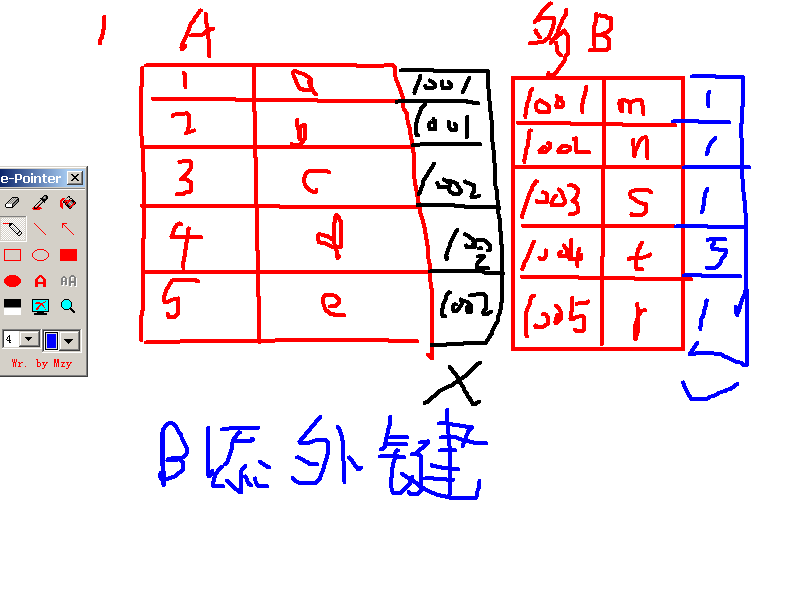 1 A 多 B
1 a 1001
2 b 1001
3 c 1002
4 d 1002
5 e 1002
1001 m 1
1002 n 1
1003 s 1
1004 t 3
1005 r 1
B添外键
e-Pointer
A AA
4
Wr. by Mzy